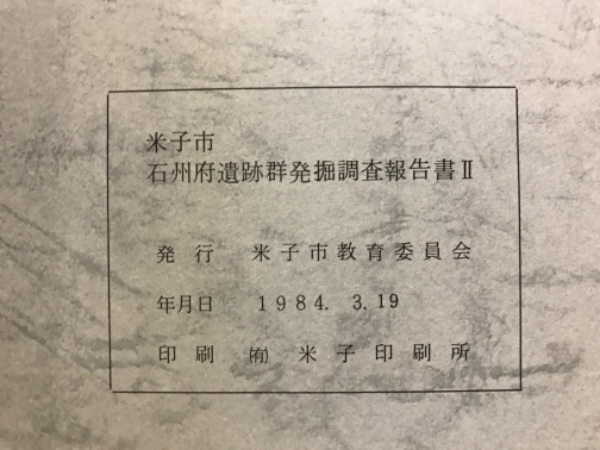 米子市
石州府遺跡群発掘調査報告書Ⅱ
発行 米子市教育委員会
年月日 1984. 3.19
印刷 ㈲ 米子印刷所